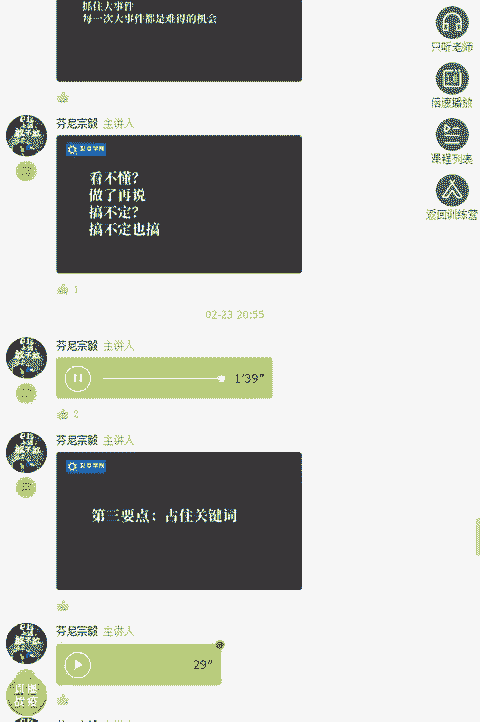 抓住大事件
每一次大事件都是难得的机会
只听老师
倍速播放
课程列表
返回训练营
芬尼宗毅 主讲人
看不懂？
做了再说
搞不定？
搞不定也搞
1
02-23 20:55
芬尼宗毅 主讲人
1'39"
2
芬尼宗毅 主讲人
第三要点：占住关键词
芬尼宗毅 主讲人
29"